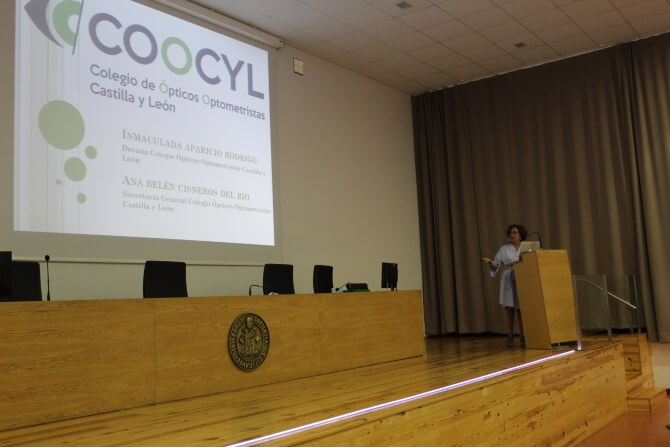 COOCYL
Colegio de Ópticos Optometristas
Castilla y León
INMACULADA APARICIO RODRIGO
Decana Colegio Ópticos Optometristas Castilla y
León
ANA BELÉN CISNEROS DEL RIO
Secretaria General Colegio Ópticos Optometristas
Castilla y León